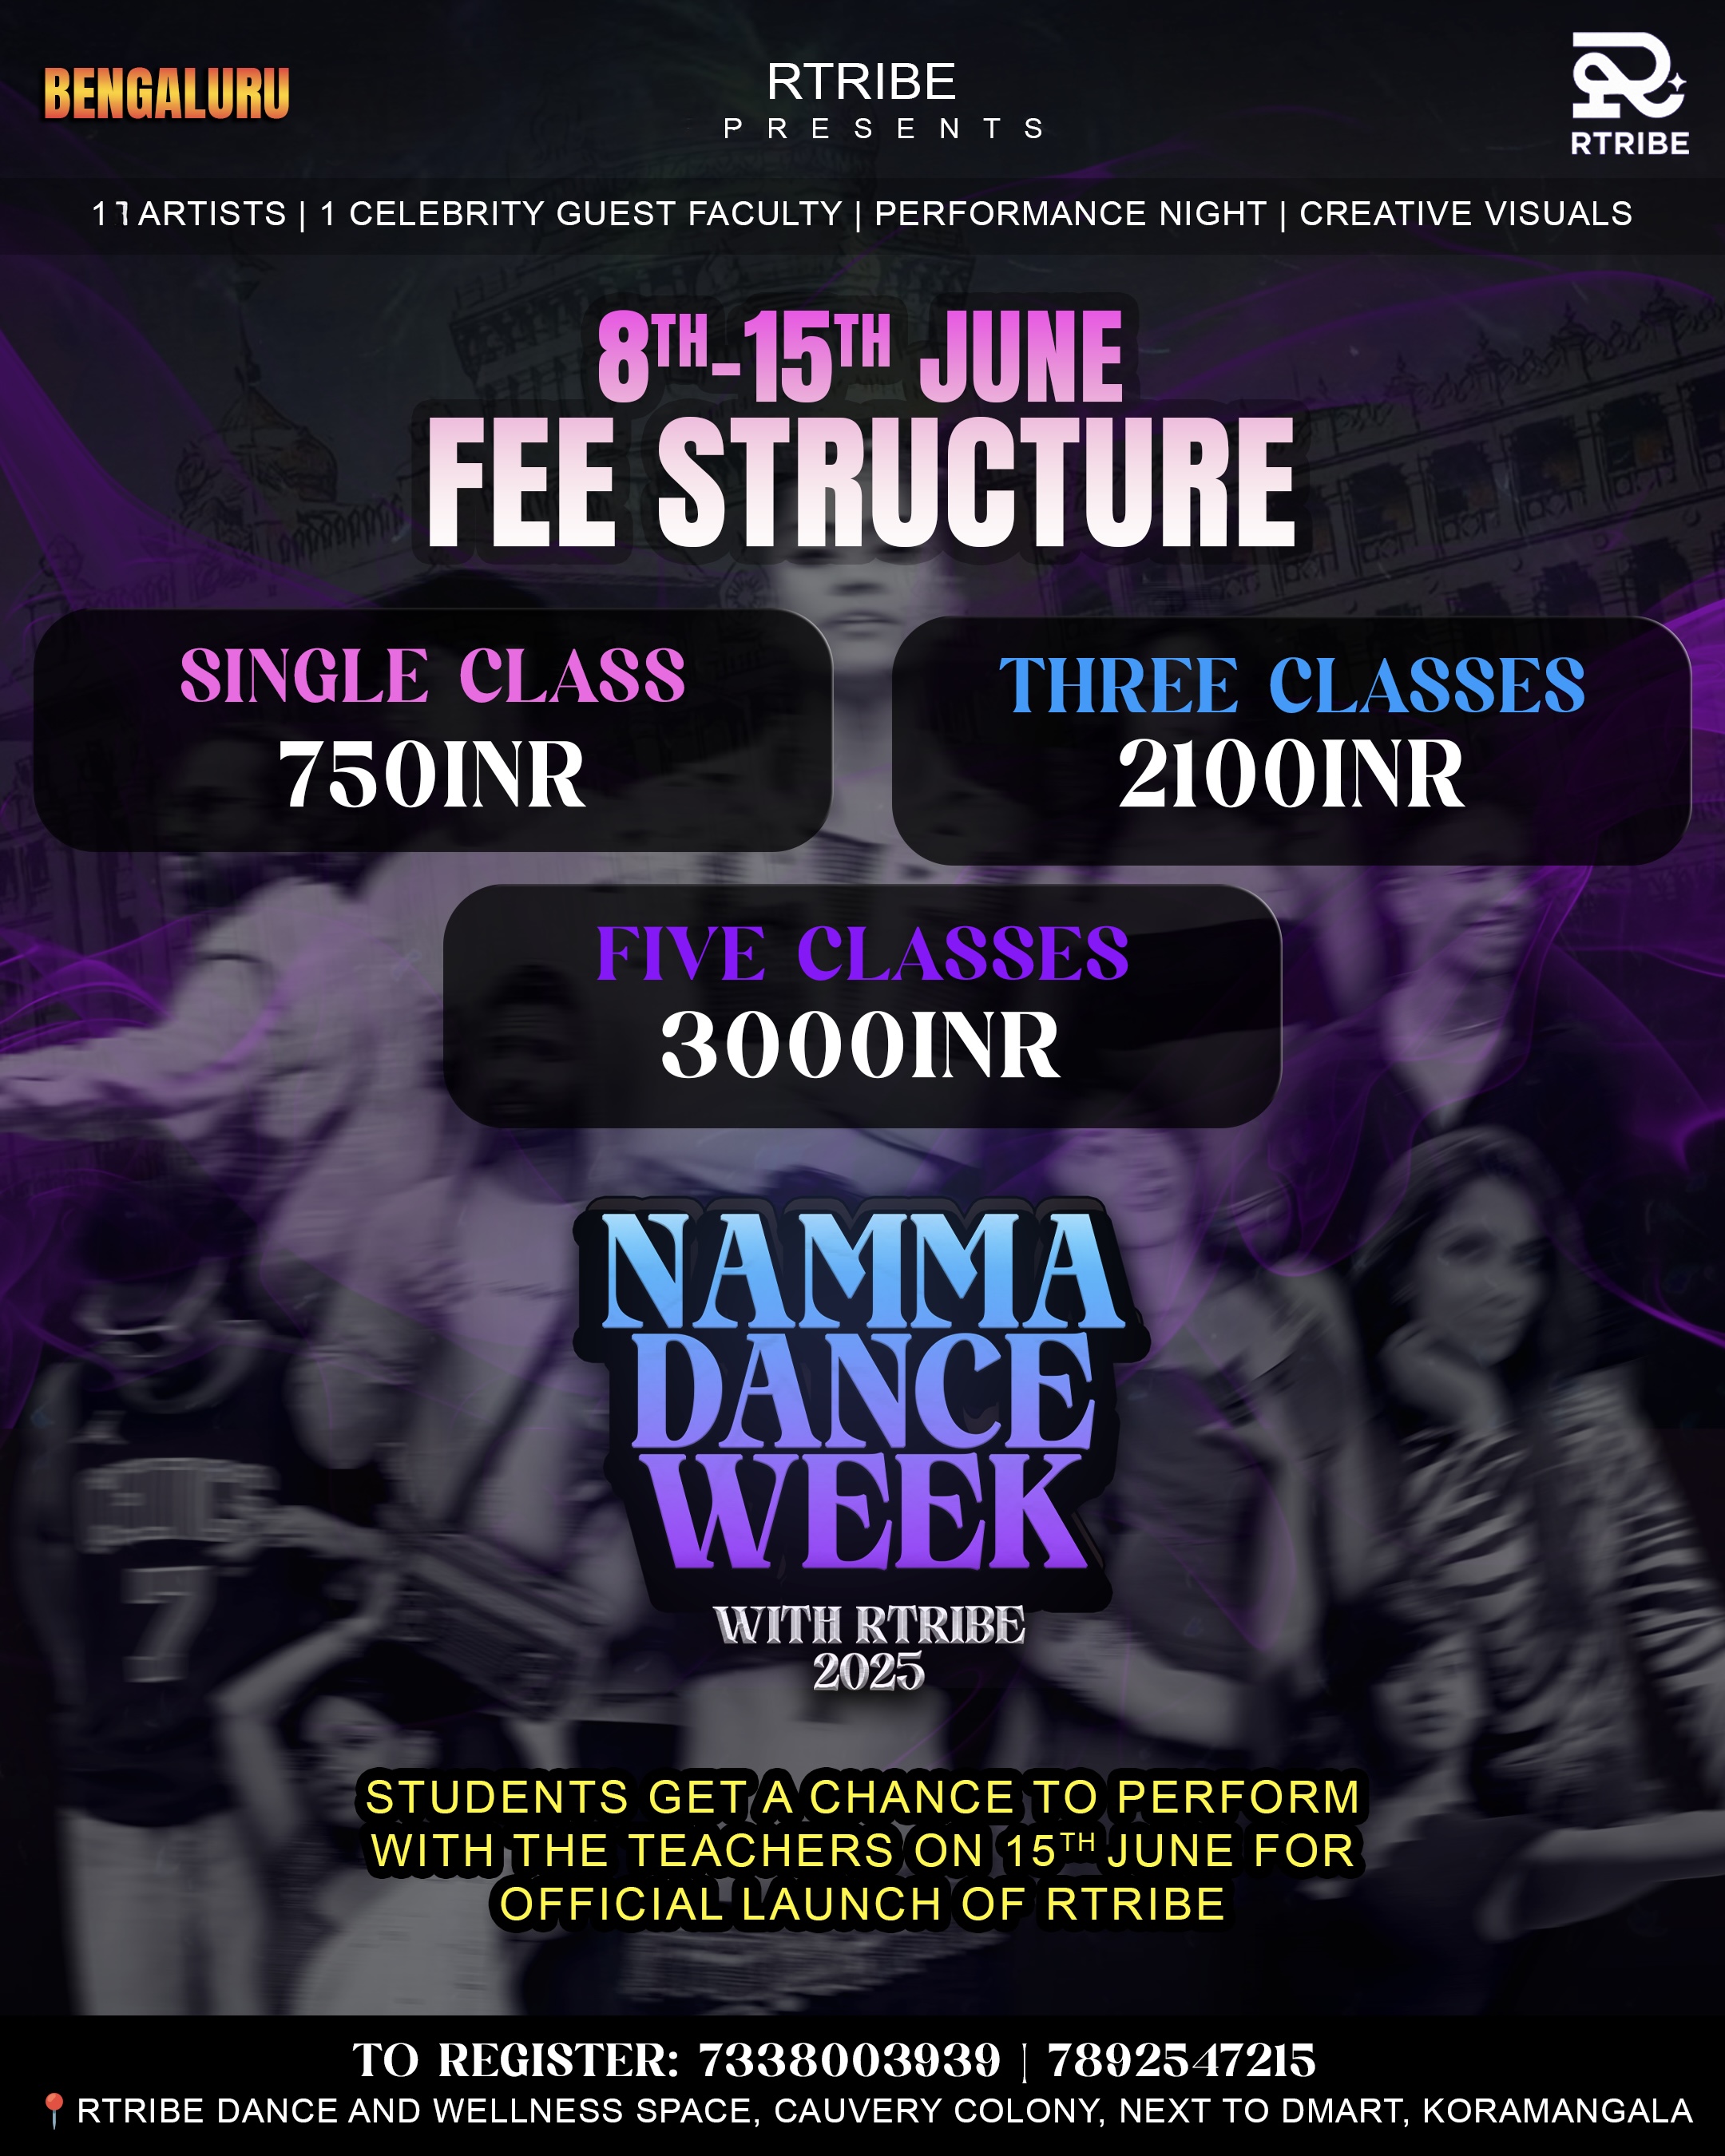 BENGALURU
RTRIBE
PRESENTS
RTRIBE
11 ARTISTS | 1 CELEBRITY GUEST FACULTY | PERFORMANCE NIGHT | CREATIVE VISUALS
8TH-15TH JUNE
FEE STRUCTURE
SINGLE CLASS
750INR
THREE CLASSES
2100INR
FIVE CLASSES
3000INR
NAMMA
DANCE
WEEK
WITH RTRIBE
2025
7
STUDENTS GET A CHANCE TO PERFORM
WITH THE TEACHERS ON 15TH JUNE FOR
OFFICIAL LAUNCH OF RTRIBE
TO REGISTER: 7338003939 | 7892547215
📍RTRIBE DANCE AND WELLNESS SPACE, CAUVERY COLONY, NEXT TO DMART, KORAMANGALA